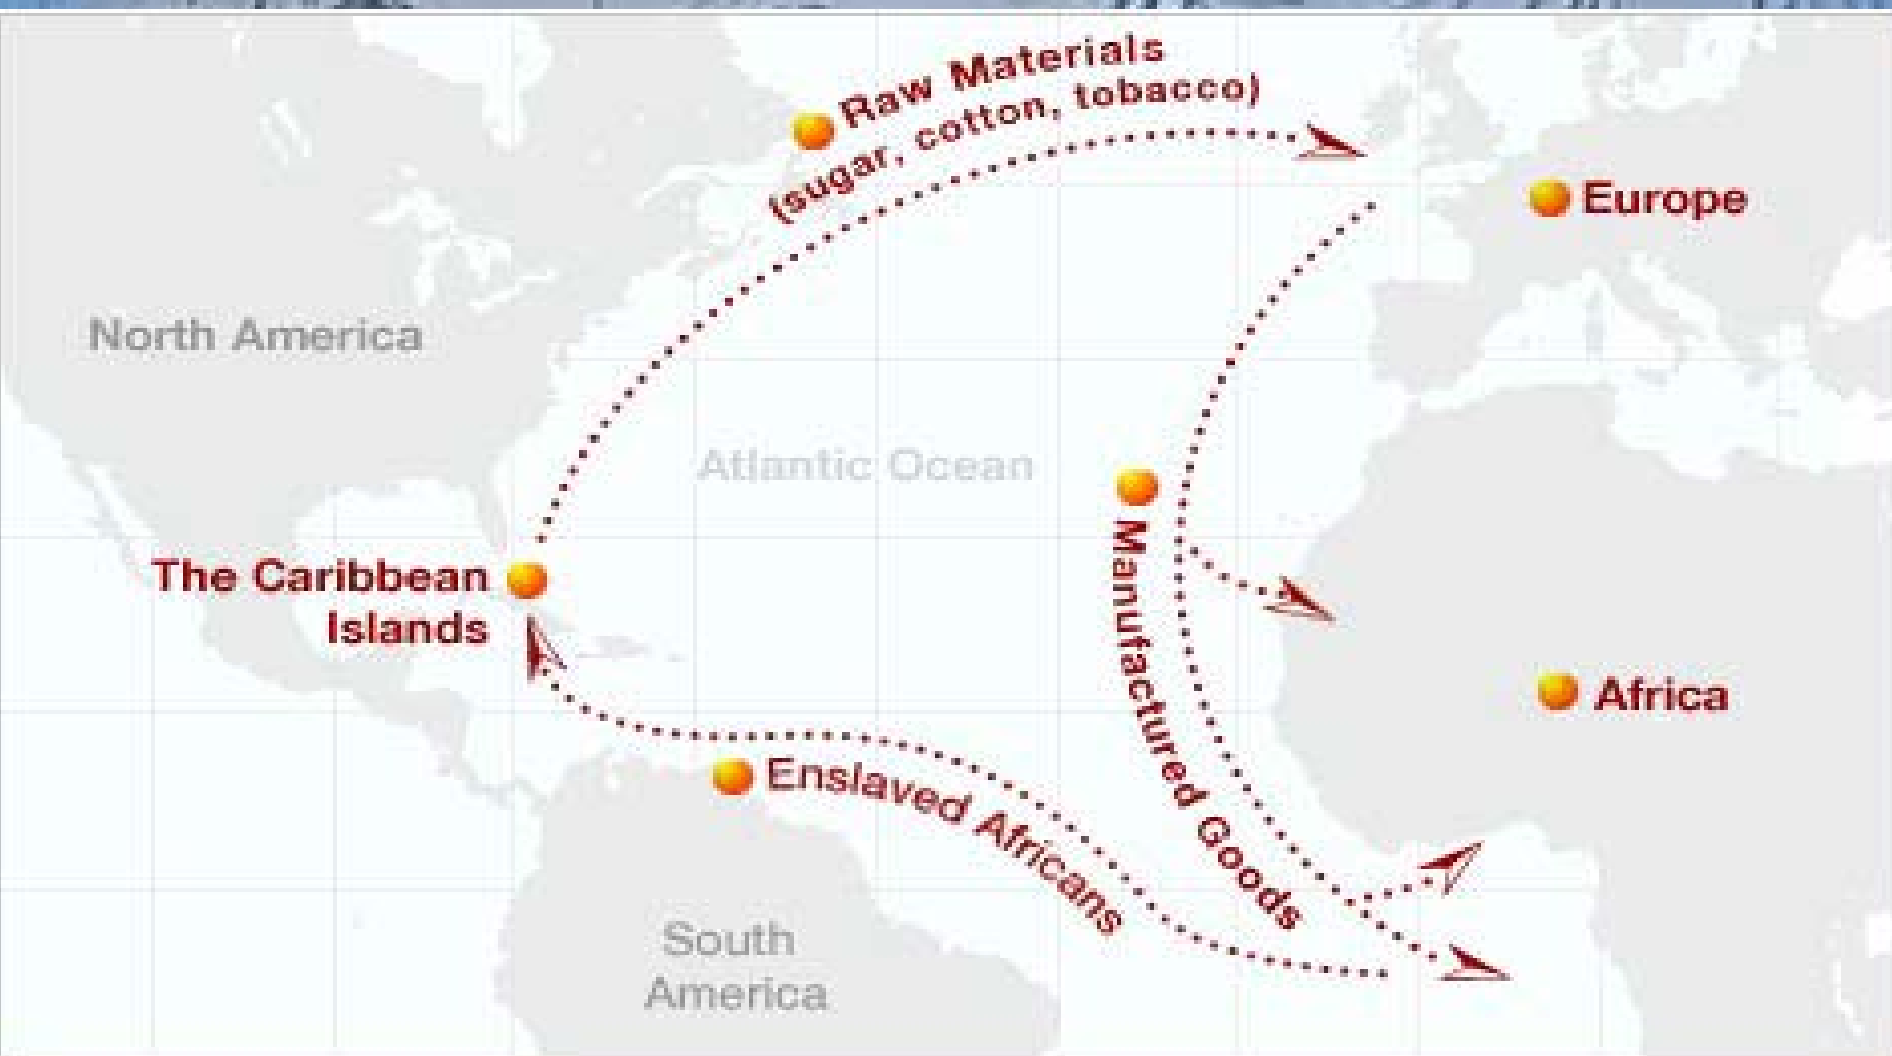 Raw Materials
(sugar, cotton, tobacco)
Europe
North America
Atlantic Ocean
The Caribbean
Islands
Manufactured Goods
Africa
Enslaved Africans
South
America